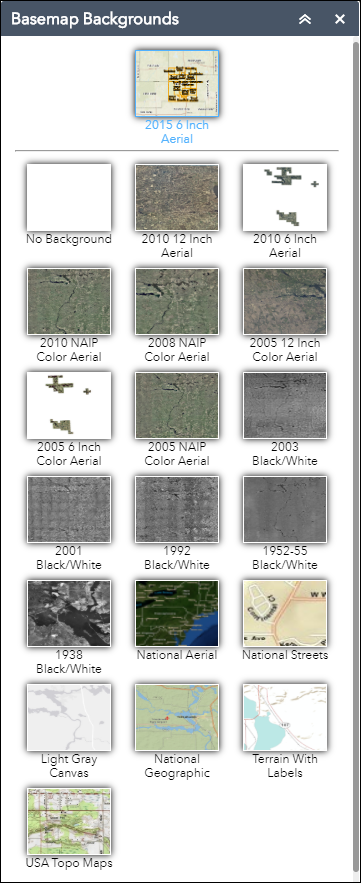 Basemap Backgrounds
2015 6 Inch
Aerial
No Background
2010 12 Inch
Aerial
2010 6 Inch
Aerial
2010 NAIP
Color Aerial
2008 NAIP
Color Aerial
2005 12 Inch
Color Aerial
2005 6 Inch
Color Aerial
2005 NAIP
Color Aerial
2003
Black/White
2001
Black/White
1992
Black/White
1952-55
Black/White
1938
Black/White
National Aerial
National Streets
Light Gray
Canvas
National
Geographic
Terrain With
Labels
USA Topo Maps